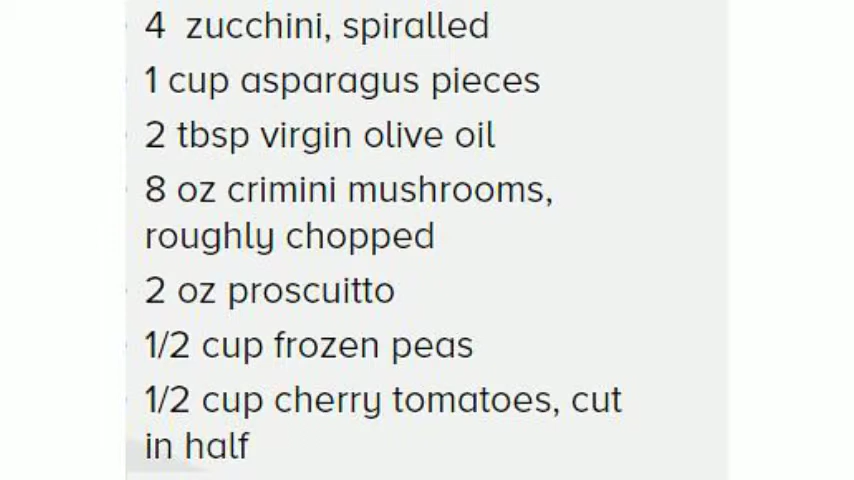 4 zucchini, spiralled
1 cup asparagus pieces
2 tbsp virgin olive oil
8 oz crimini mushrooms,
roughly chopped
2 oz proscuitto
1/2 cup frozen peas
1/2 cup cherry tomatoes, cut
in half